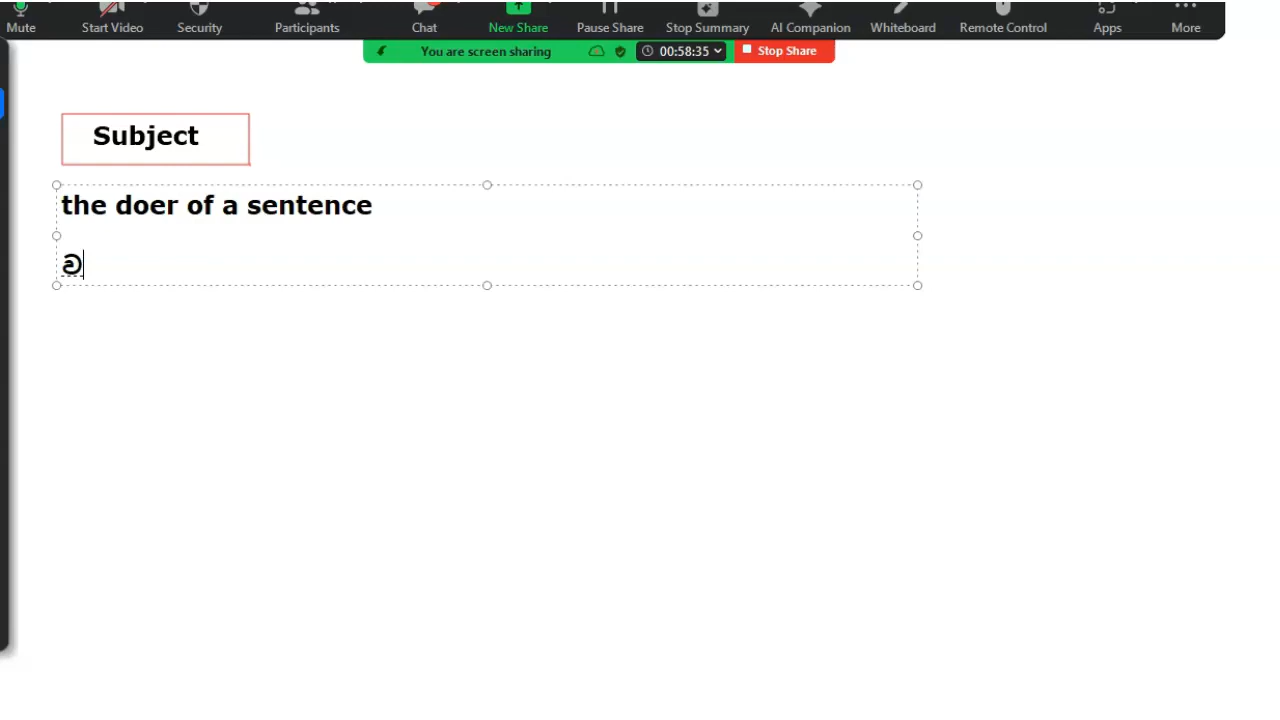 Mute Start Video Security Participants Chat New Share Pause Share Stop Summary AI Companion Whiteboard Remote Control Apps More
You are screen sharing 00:58:35 Stop Share
Subject
the doer of a sentence